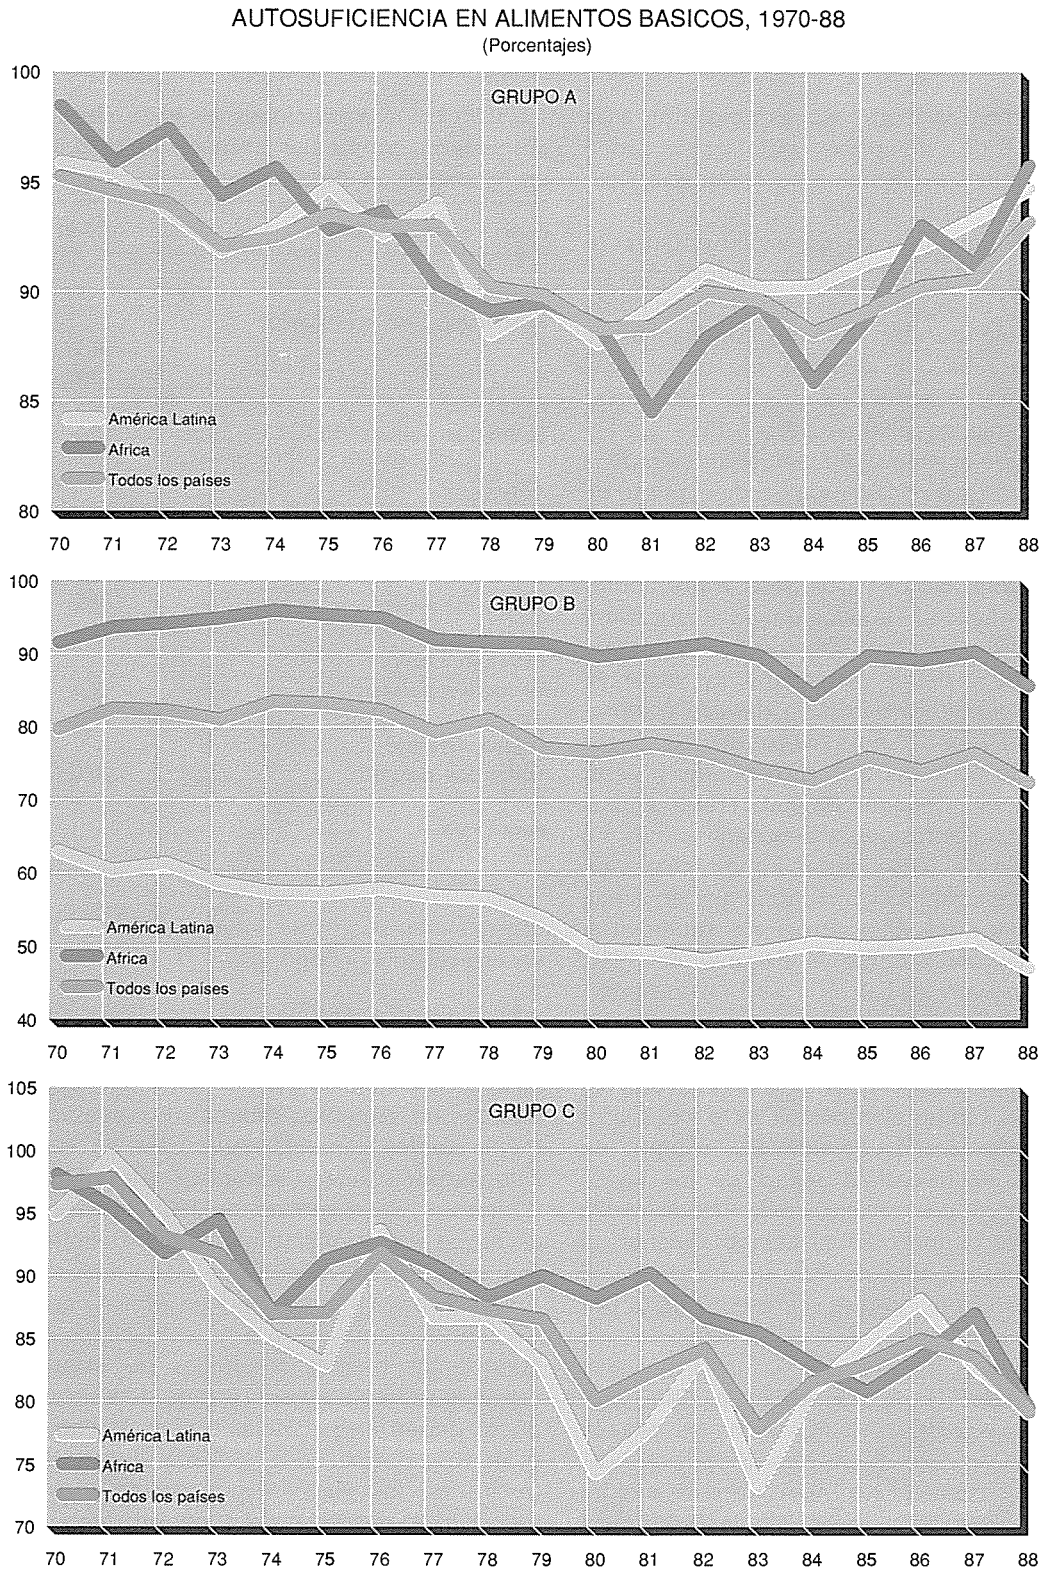 AUTOSUFICIENCIA EN ALIMENTOS BASICOS, 1970-88
(Porcentajes)
100
GRUPO A
95
90
85
América Latina
Africa
Todos los países
80
70 71 72 73 74 75 76 77 78 79 80 81 82 83 84 85 86 87 88
100
GRUPO B
90
80
70
60
América Latina
50
Africa
Todos los países
40
70 71 72 73 74 75 76 77 78 79 80 81 82 83 84 85 86 87 88
105
GRUPO C
100
95
90
85
80
América Latina
75
Africa
Todos los países
70
70 71 72 73 74 75 76 77 78 79 80 81 82 83 84 85 86 87 88